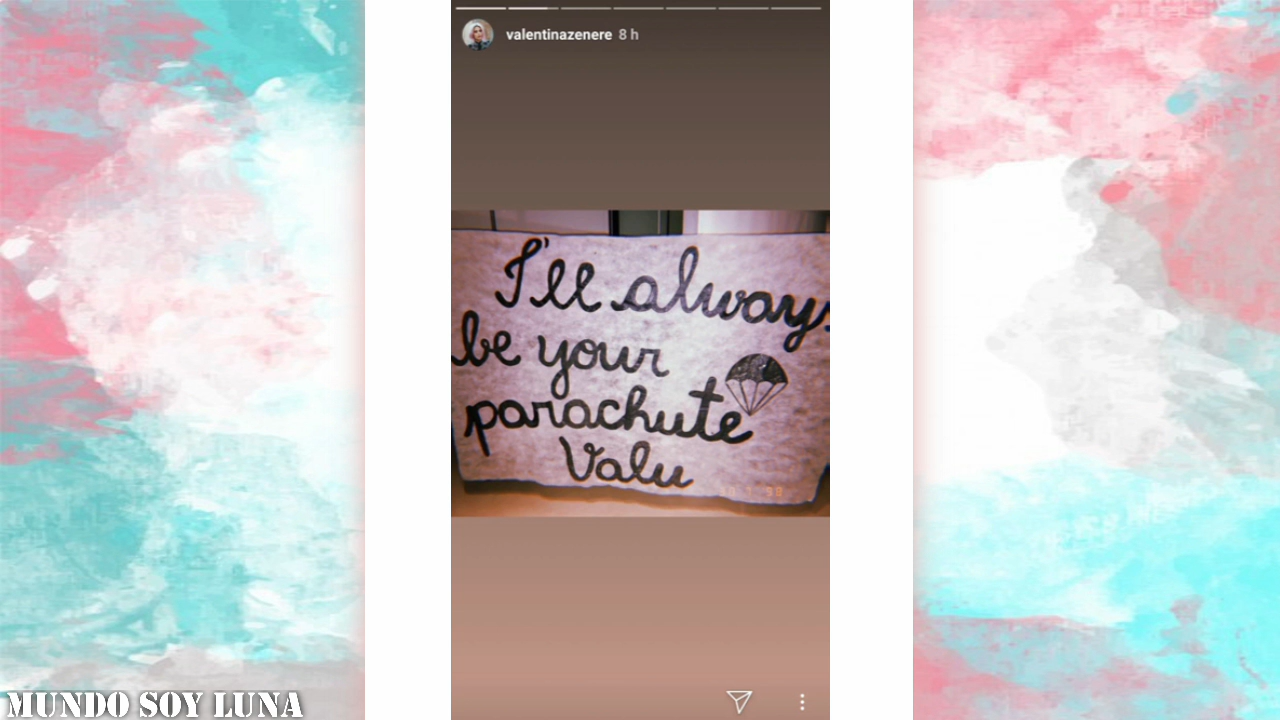 valentinazenere 8 h
I'll always
be your
parachute
Valu
MUNDO SOY LUNA